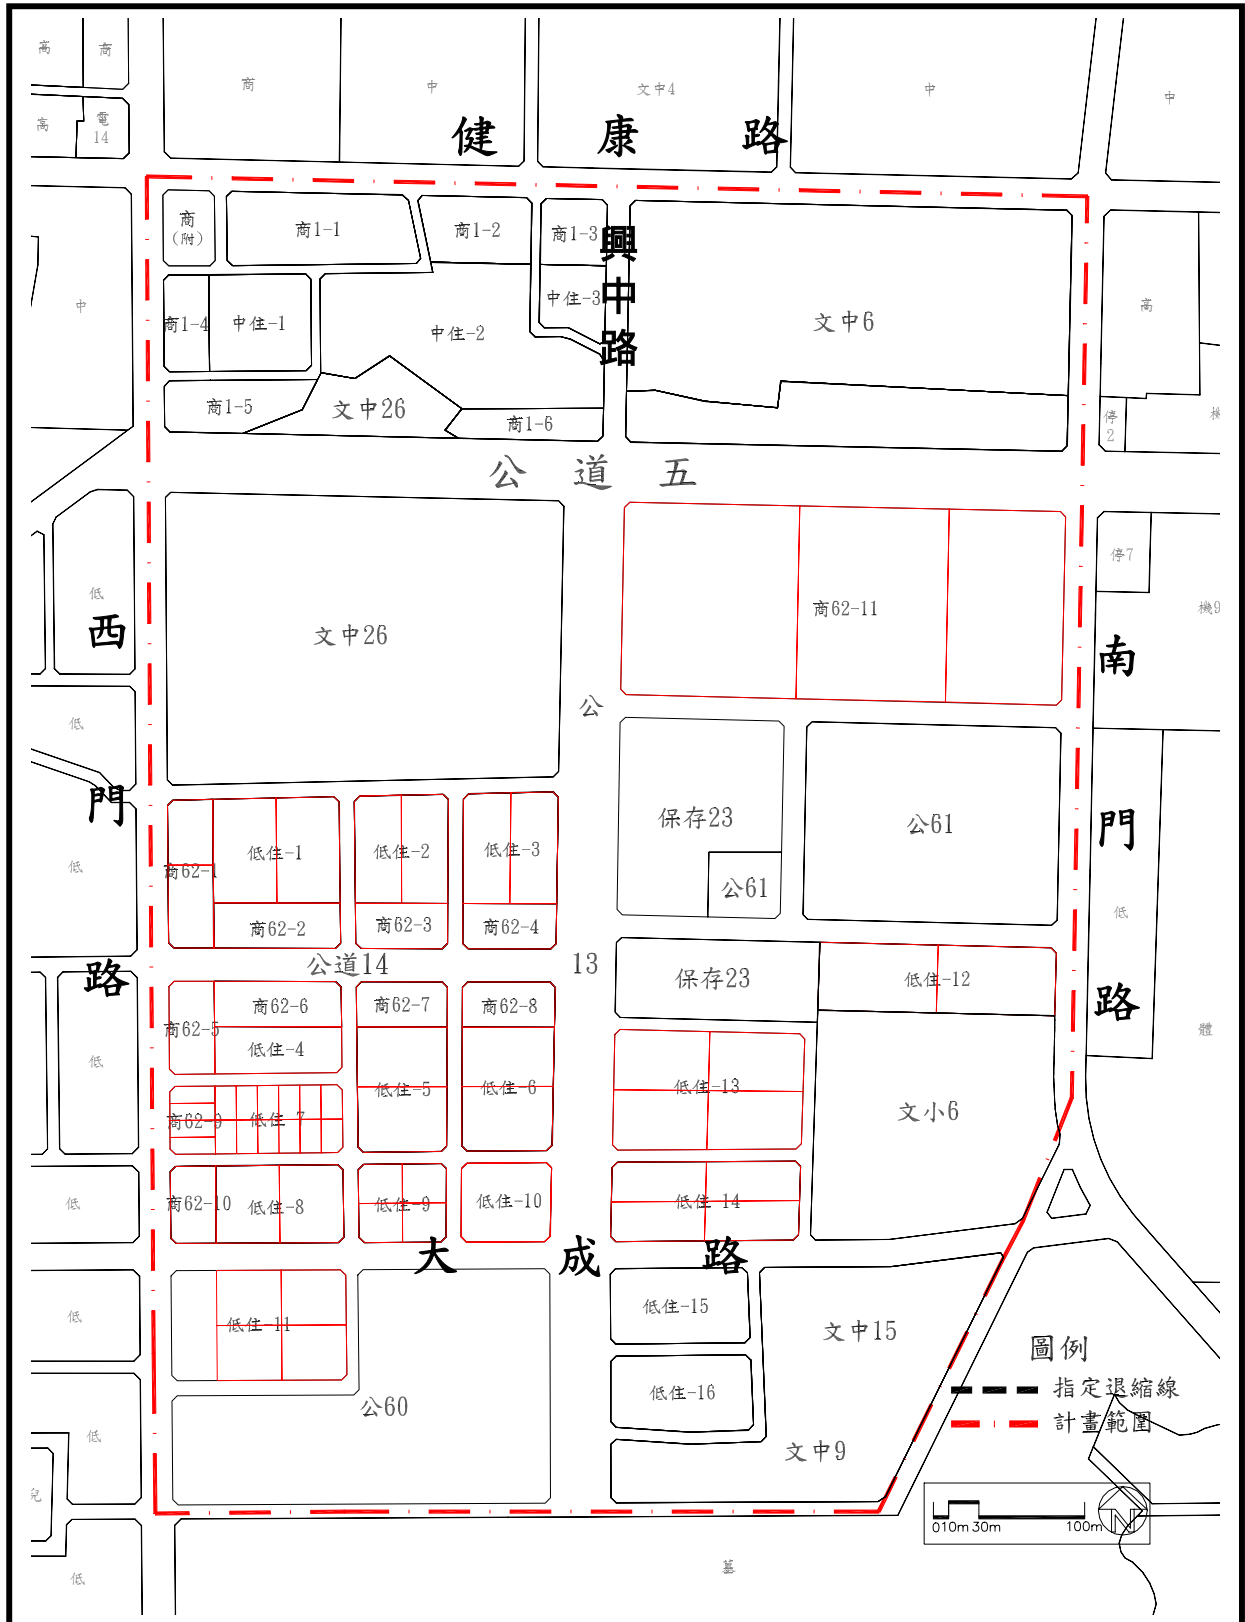 高
商
商
中
文中4
中
中
高
電
14
健 康 路
商
(附)
商1-1
商1-2
商1-3
興中路
中
商1-4
中住-1
中住-2
中住-3
文中6
高
商1-5
文中26
商1-6
停
2
公 道 五
低
文中26
商62-11
停7
機9
西門路
南門路
低
公
低
商62-1
低住-1
低住-2
低住-3
保存23
公61
公61
商62-2
商62-3
商62-4
低
公道14
13
保存23
低住-12
商62-5
商62-6
商62-7
商62-8
體
低
低住-4
低住-5
低住-6
低住-13
文小6
商62-9
低住-7
低
商62-10
低住-8
低住-9
低住-10
低住-14
大 成 路
低
低住-11
低住-15
文中15
圖例
指定退縮線
計畫範圍
低住-16
公60
低
文中9
兒
010m 30m 100m
N
低
墓